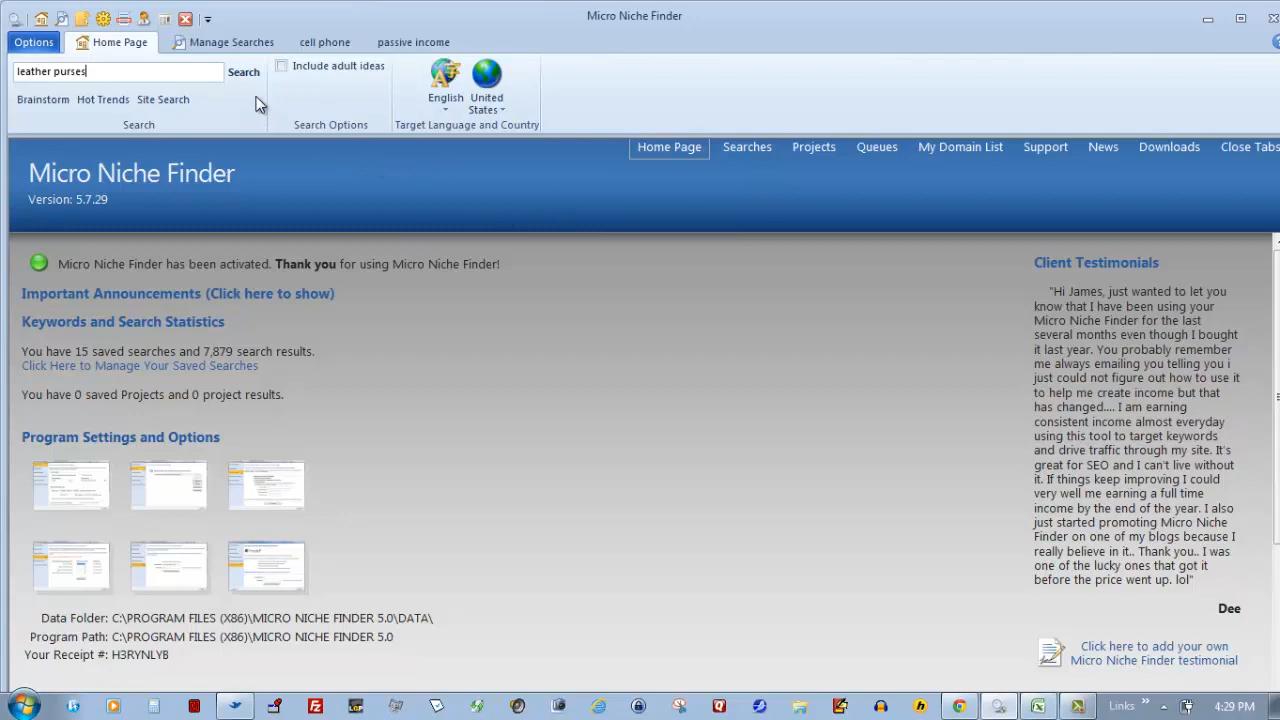 Micro Niche Finder
Options
Home Page
Manage Searches
cell phone
passive income
leather purses
Search
Include adult ideas
English
United
States
Brainstorm
Hot Trends
Site Search
Search
Search Options
Target Language and Country
Home Page
Searches
Projects
Queues
My Domain List
Support
News
Downloads
Close Tabs
Micro Niche Finder
Version: 5.7.29
Micro Niche Finder has been activated. Thank you for using Micro Niche Finder!
Important Announcements (Click here to show)
Keywords and Search Statistics
You have 15 saved searches and 7,879 search results.
Click Here to Manage Your Saved Searches
You have 0 saved Projects and 0 project results.
Program Settings and Options
Data Folder: C:\PROGRAM FILES (X86)\MICRO NICHE FINDER 5.0\DATA\
Program Path: C:\PROGRAM FILES (X86)\MICRO NICHE FINDER 5.0
Your Receipt #: H3RYNLYB
Client Testimonials
"Hi James, just wanted to let you
know that I have been using your
Micro Niche Finder for the last
several months even though I bought
it last year. You probably remember
me always emailing you telling you i
just could not figure out how to use it
to help me create income but that
has changed.... I am earning
consistent income almost everyday
using this tool to target keywords
and drive traffic through my site. It's
great for SEO and I can't live without
it. If things keep improving I could
very well me earning a full time
income by the end of the year. I also
just started promoting Micro Niche
Finder on one of my blogs because I
really believe in it.. Thank you.. I was
one of the lucky ones that got it
before the price went up. lol"
Dee
Click here to add your own
Micro Niche Finder testimonial
Links
4:29 PM